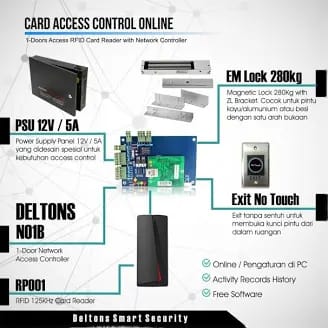 CARD ACCESS CONTROL ONLINE
1-Doors Access RFID Card Reader with Network Controller
EM Lock 280kg
Magnetic Lock 280Kg with
ZL Bracket. Cocok untuk pintu
kayu/alumunium atau besi
dengan satu arah bukaan
PSU 12V / 5A
Power Supply Panel 12V / 5A
yang didesain spesial untuk
kebutuhan access control
Exit No Touch
Exit tanpa sentuh untuk
membuka kunci pintu dari
dalam ruangan
DELTONS
N01B
1-Door Network
Access Controller
RP001
RFID 125KHz Card Reader
Online / Pengaturan di PC
Activity Records History
Free Software
Deltons Smart Security